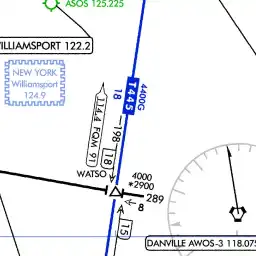 ASOS 125.225
WILLIAMSPORT 122.2
NEW YORK
Williamsport
124.9
T445
18
4400G
114.4 FQM 91
198
18
WATSO
4000
*2900
289
8
15
DANVILLE AWOS-3 118.075